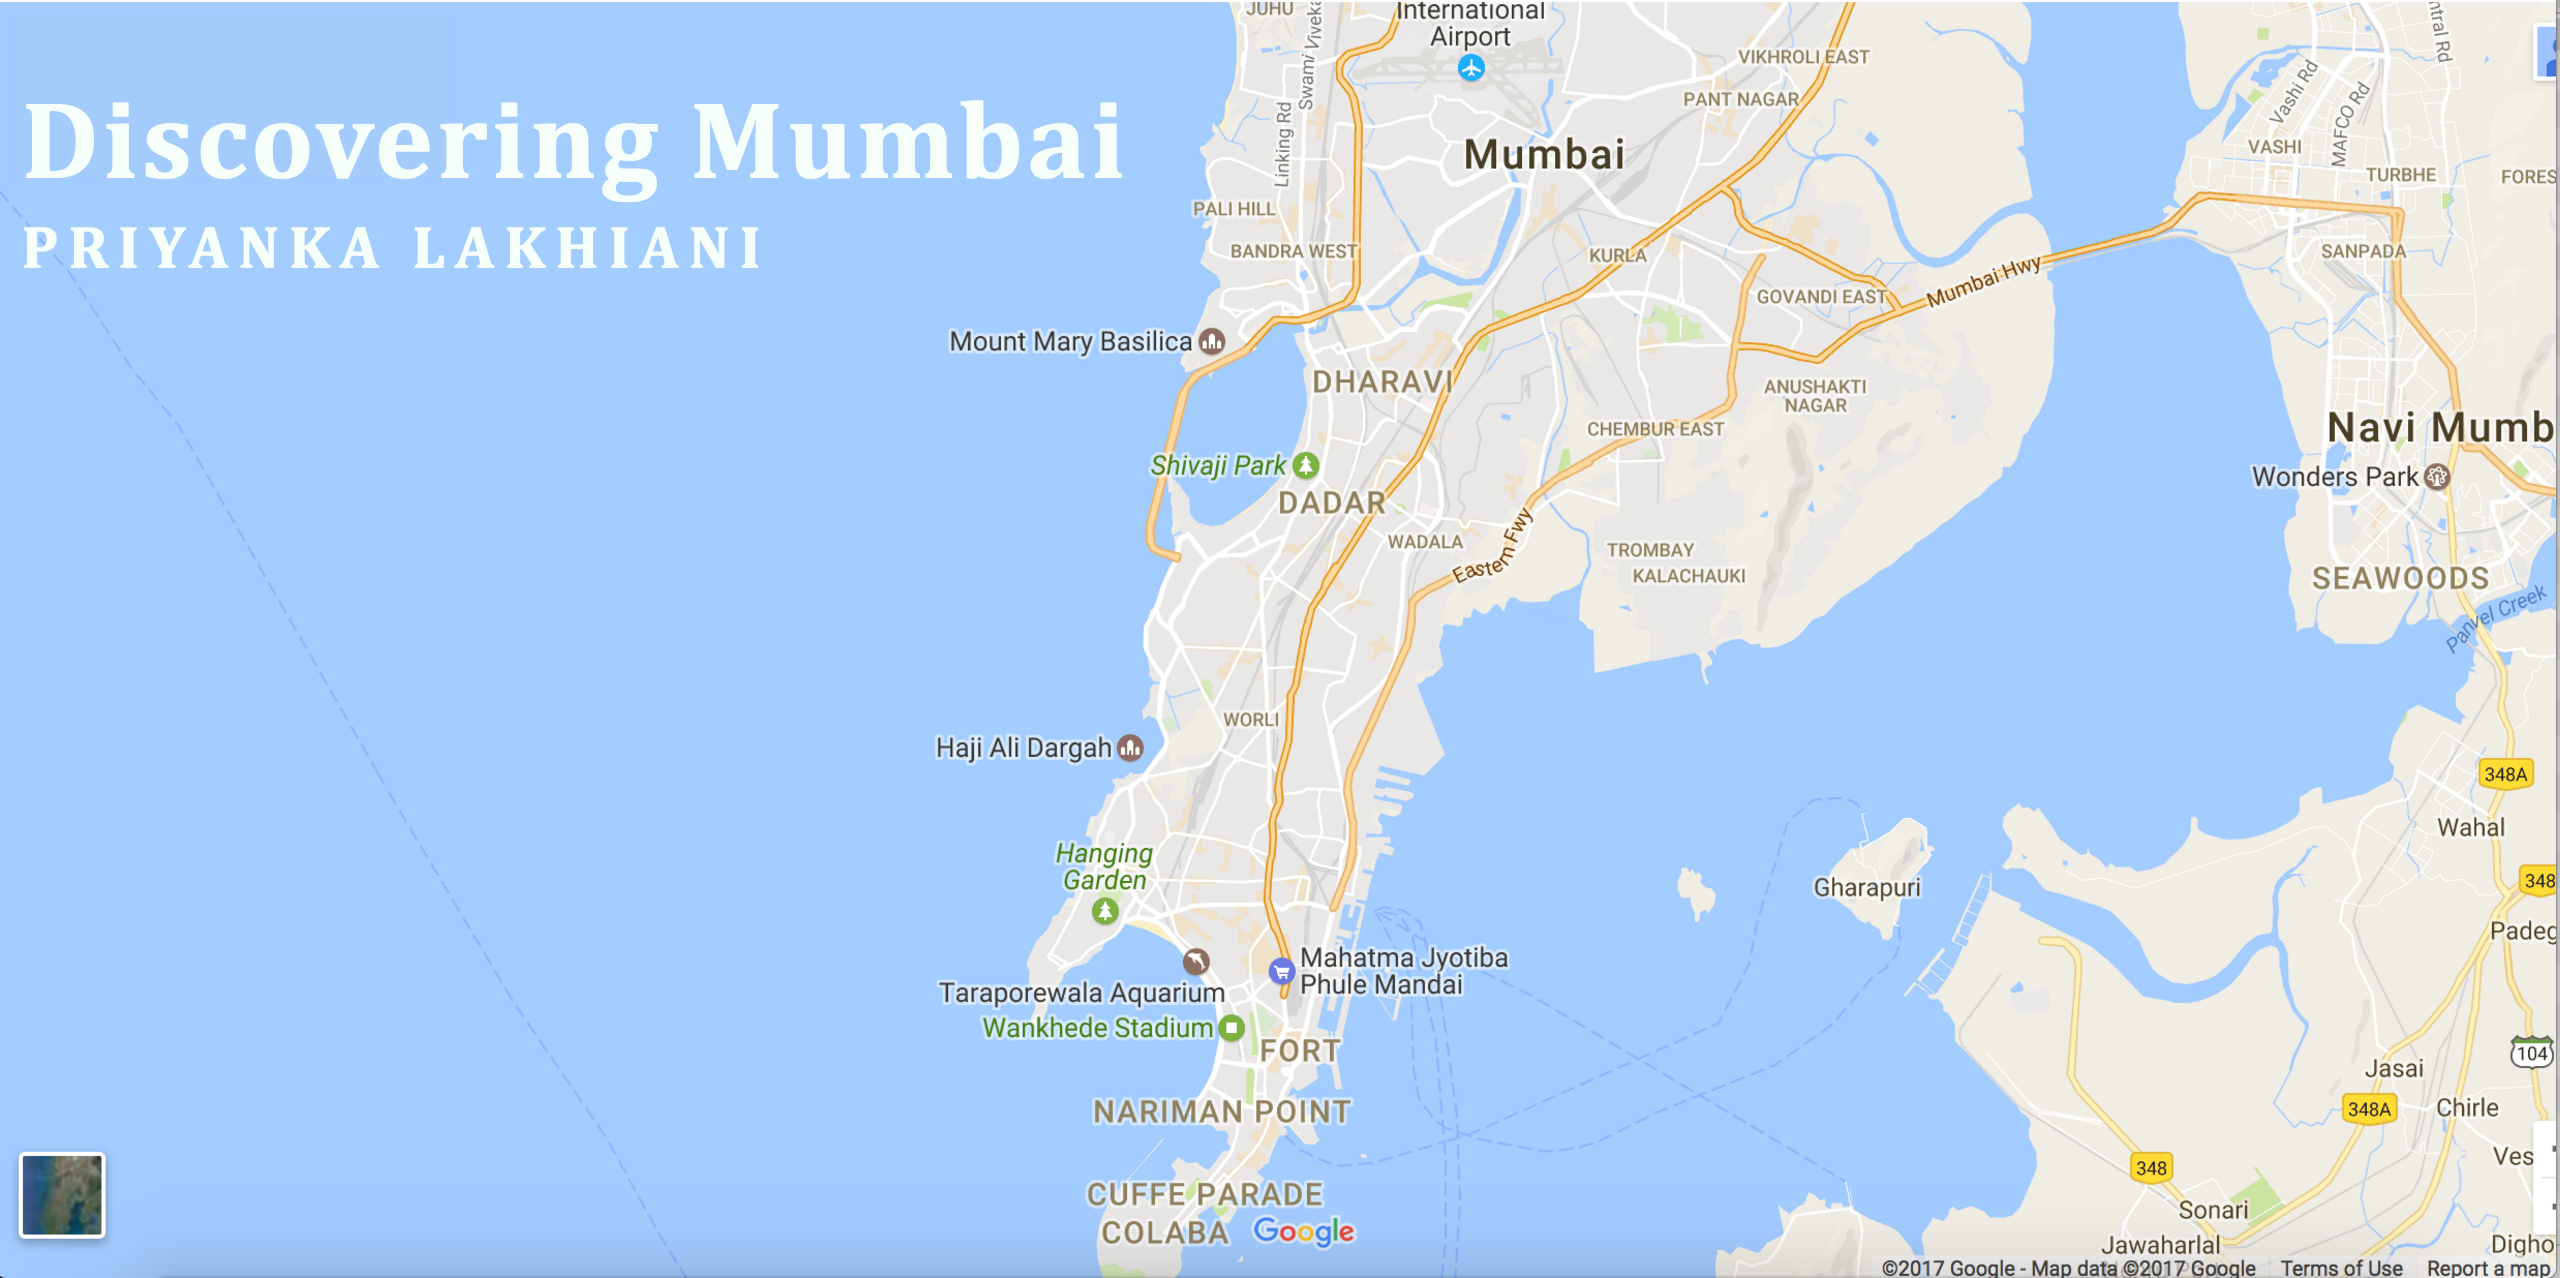 Discovering Mumbai
PRIYANKA LAKHIANI
JUHU
International
Airport
Swami Viveka
Linking Rd
VIKHROLI EAST
PANT NAGAR
Mumbai
PALI HILL
BANDRA WEST
KURLA
GOVANDI EAST
Mumbai Hwy
Vashi Rd
MAFCO Rd
ntral Rd
VASHI
TURBHE
FORES
SANPADA
Mount Mary Basilica
DHARAVI
ANUSHAKTI
NAGAR
CHEMBUR EAST
Navi Mumb
Wonders Park
Shivaji Park
DADAR
WADALA
Eastern Fwy
TROMBAY
KALACHAUKI
SEAWOODS
Panvel Creek
WORLI
Haji Ali Dargah
348A
Wahal
Hanging
Garden
Gharapuri
348
Padeg
Taraporewala Aquarium
Mahatma Jyotiba
Phule Mandai
Wankhede Stadium
FORT
104
Jasai
348A
Chirle
NARIMAN POINT
Ves
348
CUFFE PARADE
COLABA
Google
Sonari
Jawaharlal
Digho
©2017 Google - Map data ©2017 Google Terms of Use Report a map